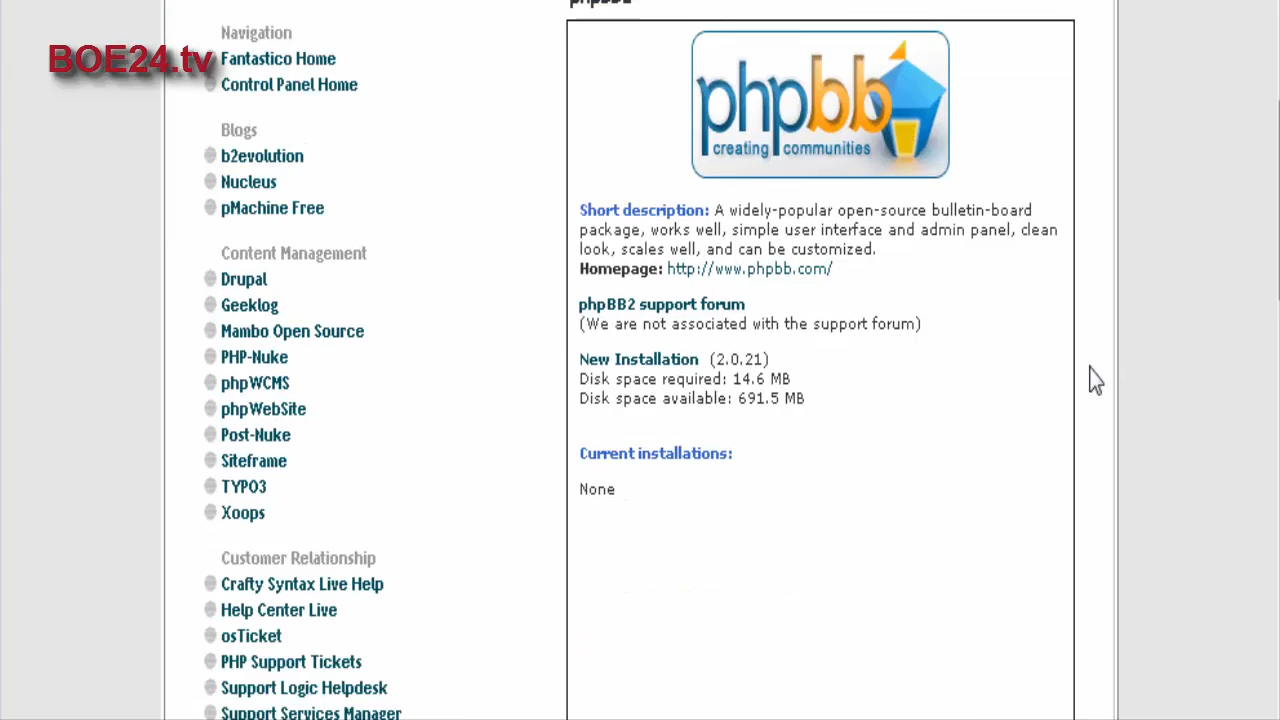 phpBB2
BOE24.tv
Navigation
Fantastico Home
Control Panel Home
Blogs
b2evolution
Nucleus
pMachine Free
Content Management
Drupal
Geeklog
Mambo Open Source
PHP-Nuke
phpWCMS
phpWebSite
Post-Nuke
Siteframe
TYPO3
Xoops
Customer Relationship
Crafty Syntax Live Help
Help Center Live
osTicket
PHP Support Tickets
Support Logic Helpdesk
Support Services Manager
phpbb
creating communities
Short description: A widely-popular open-source bulletin-board
package, works well, simple user interface and admin panel, clean
look, scales well, and can be customized.
Homepage: http://www.phpbb.com/
phpBB2 support forum
(We are not associated with the support forum)
New Installation (2.0.21)
Disk space required: 14.6 MB
Disk space available: 691.5 MB
Current installations:
None